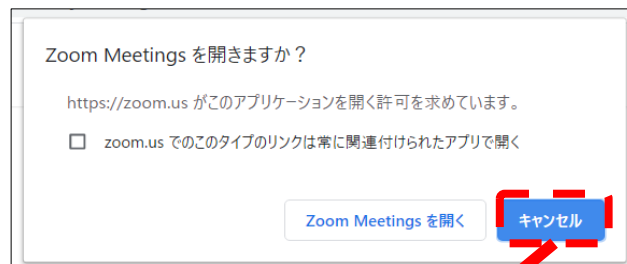 Zoom Meetings を開きますか？
https://zoom.us がこのアプリケーションを開く許可を求めています。
zoom.us でのこのタイプのリンクは常に関連付けられたアプリで開く
Zoom Meetings を開く
キャンセル